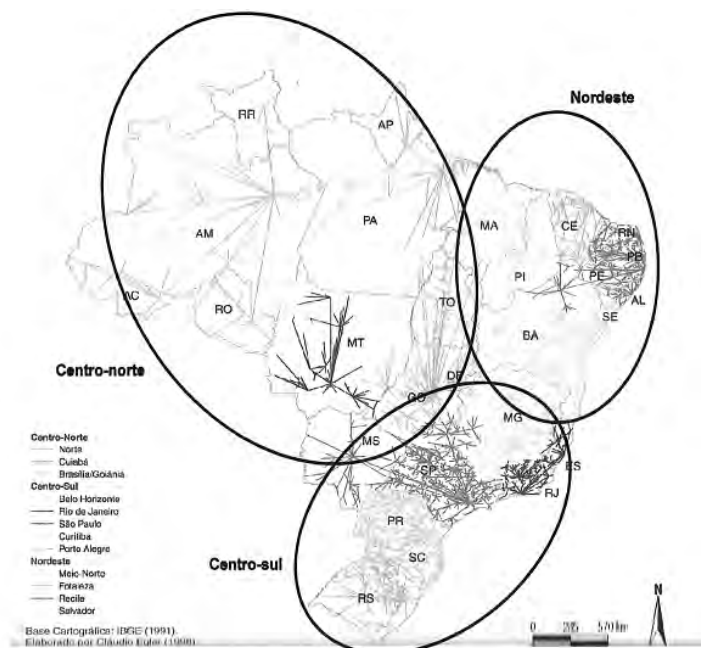 Nordeste
RR
AP
AM
PA
MA
CE
RN
PB
PI
PE
AL
SE
AC
RO
TO
BA
MT
Centro-norte
DF
GO
MG
MS
ES
SP
RJ
PR
Centro-sul
SC
RS
Centro-Norte
Norte
Cuiabá
Brasília/Goiânia
Centro-Sul
Belo Horizonte
Rio de Janeiro
São Paulo
Curitiba
Porto Alegre
Nordeste
Meio-Norte
Fotaleza
Recife
Salvador
N
0 285 570 km
Base Cartográfica: IBGE (1991).
Elaborado por Cláudio Egler (1998)